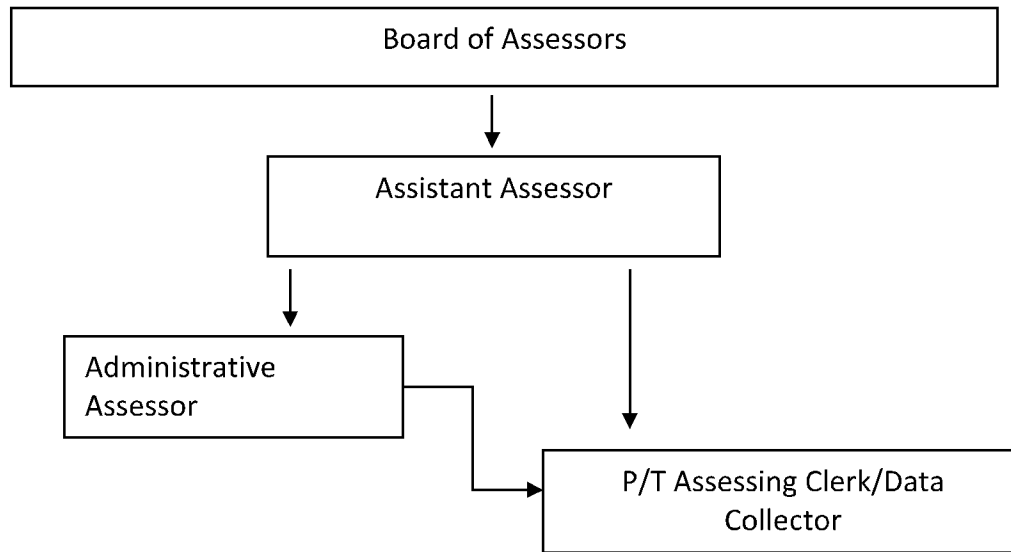 Board of Assessors
Assistant Assessor
Administrative
Assessor
P/T Assessing Clerk/Data
Collector